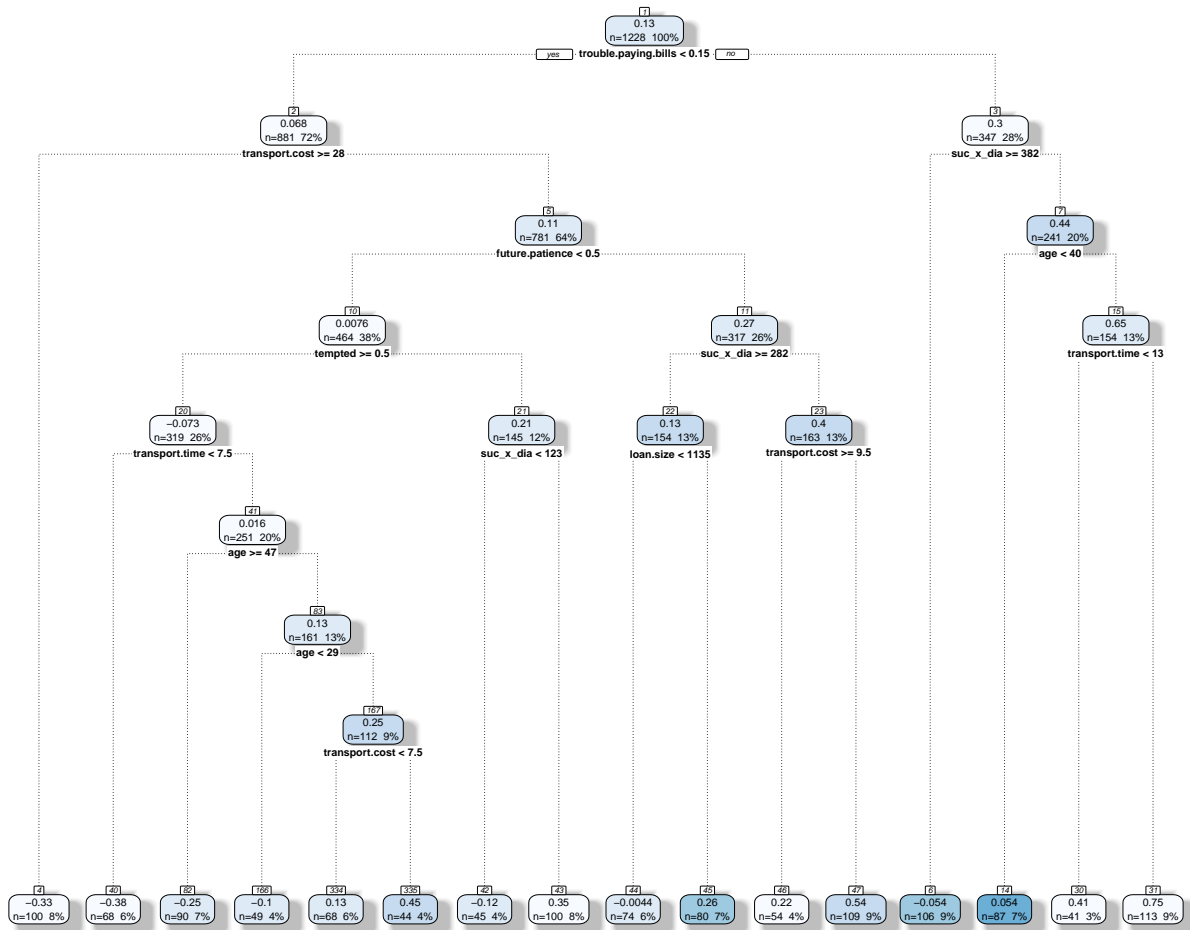 1
0.13
n=1228 100%
yes trouble.paying.bills < 0.15 no
2
0.068
n=881 72%
transport.cost >= 28
3
0.3
n=347 28%
suc_x_dia >= 382
5
0.11
n=781 64%
future.patience < 0.5
7
0.44
n=241 20%
age < 40
10
0.0076
n=464 38%
tempted >= 0.5
11
0.27
n=317 26%
suc_x_dia >= 282
15
0.65
n=154 13%
transport.time < 13
20
−0.073
n=319 26%
transport.time < 7.5
21
0.21
n=145 12%
suc_x_dia < 123
22
0.13
n=154 13%
loan.size < 1135
23
0.4
n=163 13%
transport.cost >= 9.5
41
0.016
n=251 20%
age >= 47
83
0.13
n=161 13%
age < 29
167
0.25
n=112 9%
transport.cost < 7.5
4
−0.33
n=100 8%
40
−0.38
n=68 6%
82
−0.25
n=90 7%
166
−0.1
n=49 4%
334
0.13
n=68 6%
335
0.45
n=44 4%
42
−0.12
n=45 4%
43
0.35
n=100 8%
44
−0.0044
n=74 6%
45
0.26
n=80 7%
46
0.22
n=54 4%
47
0.54
n=109 9%
6
−0.054
n=106 9%
14
0.054
n=87 7%
30
0.41
n=41 3%
31
0.75
n=113 9%